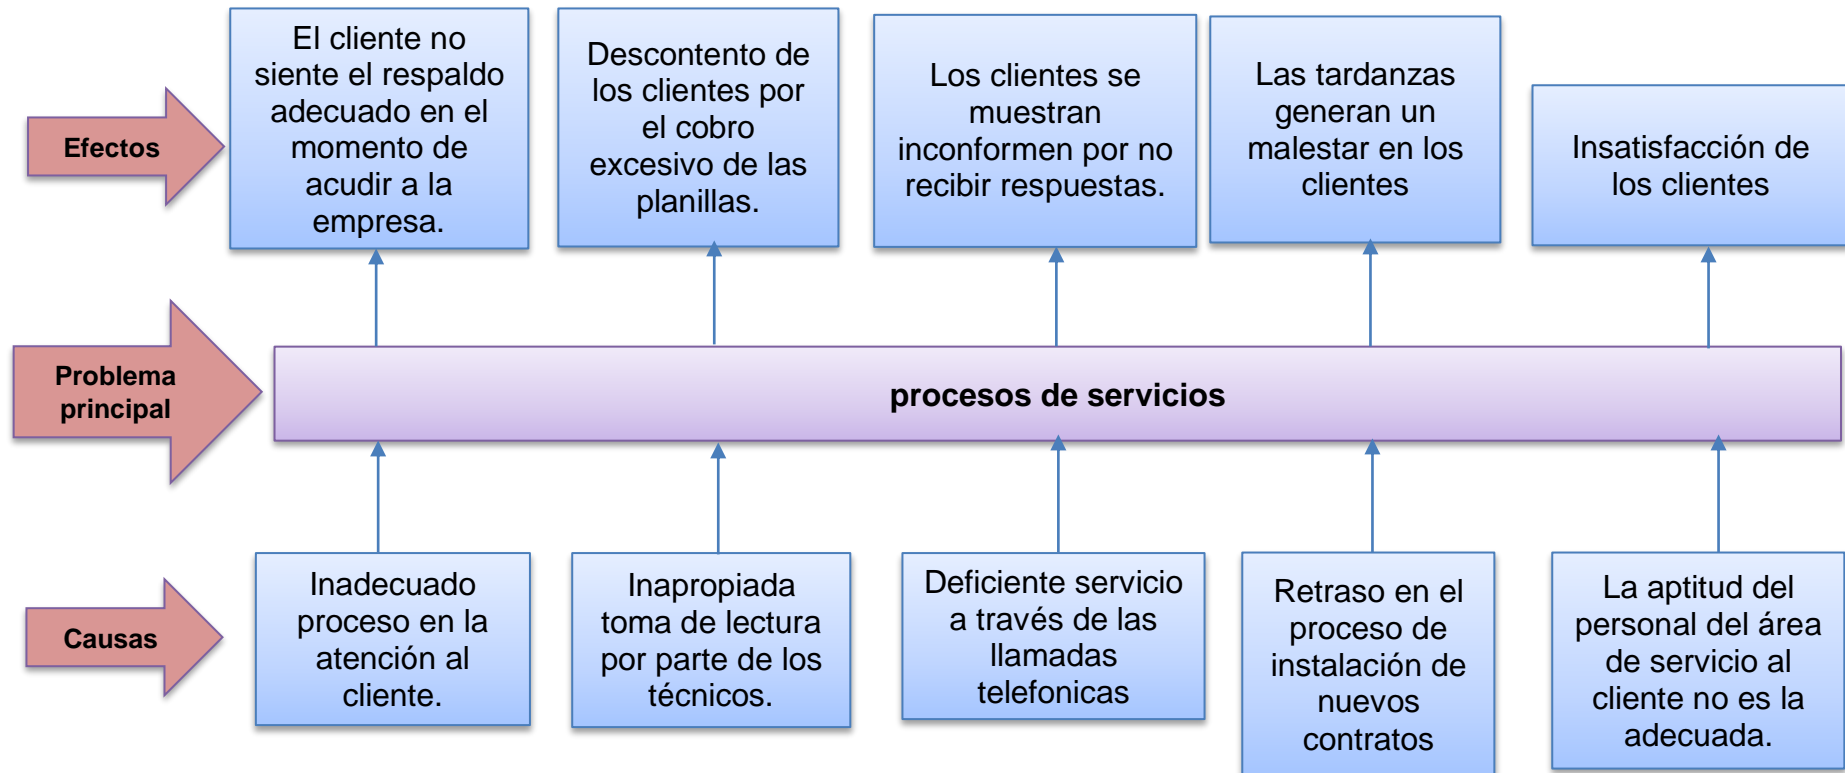 Efectos
El cliente no
siente el respaldo
adecuado en el
momento de
acudir a la
empresa.
Descontento de
los clientes por
el cobro
excesivo de las
planillas.
Los clientes se
muestran
inconformen por no
recibir respuestas.
Las tardanzas
generan un
malestar en los
clientes
Insatisfacción de
los clientes
Problema
principal
procesos de servicios
Causas
Inadecuado
proceso en la
atención al
cliente.
Inapropiada
toma de lectura
por parte de los
técnicos.
Deficiente servicio
a través de las
llamadas
telefonicas
Retraso en el
proceso de
instalación de
nuevos
contratos
La aptitud del
personal del área
de servicio al
cliente no es la
adecuada.